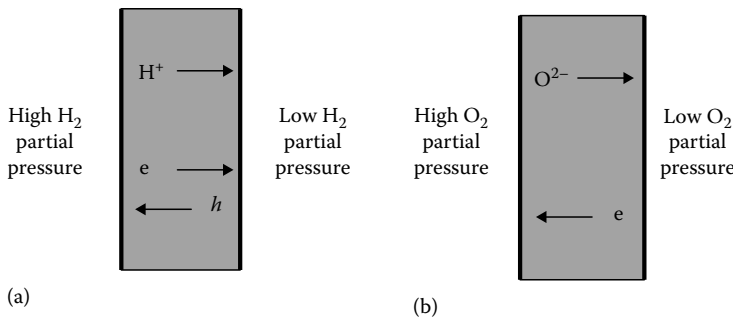 H⁺
High H₂
partial
pressure
Low H₂
partial
pressure
e
h
(a)
O²⁻
High O₂
partial
pressure
Low O₂
partial
pressure
e
(b)